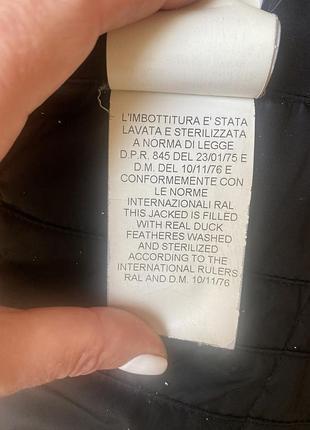 L'IMBOTTITURA E' STATA
LAVATA E STERILIZZATA
A NORMA DI LEGGE
D.P.R. 845 DEL 23/01/75 E
D.M. DEL 10/11/76 E
CONFORMEMENTE CON
LE NORME
INTERNAZIONALI RAL
THIS JACKED IS FILLED
WITH REAL DUCK
FEATHERES WASHED
AND STERILIZED
ACCORDING TO THE
INTERNATIONAL RULERS
RAL AND D.M. 10/11/76